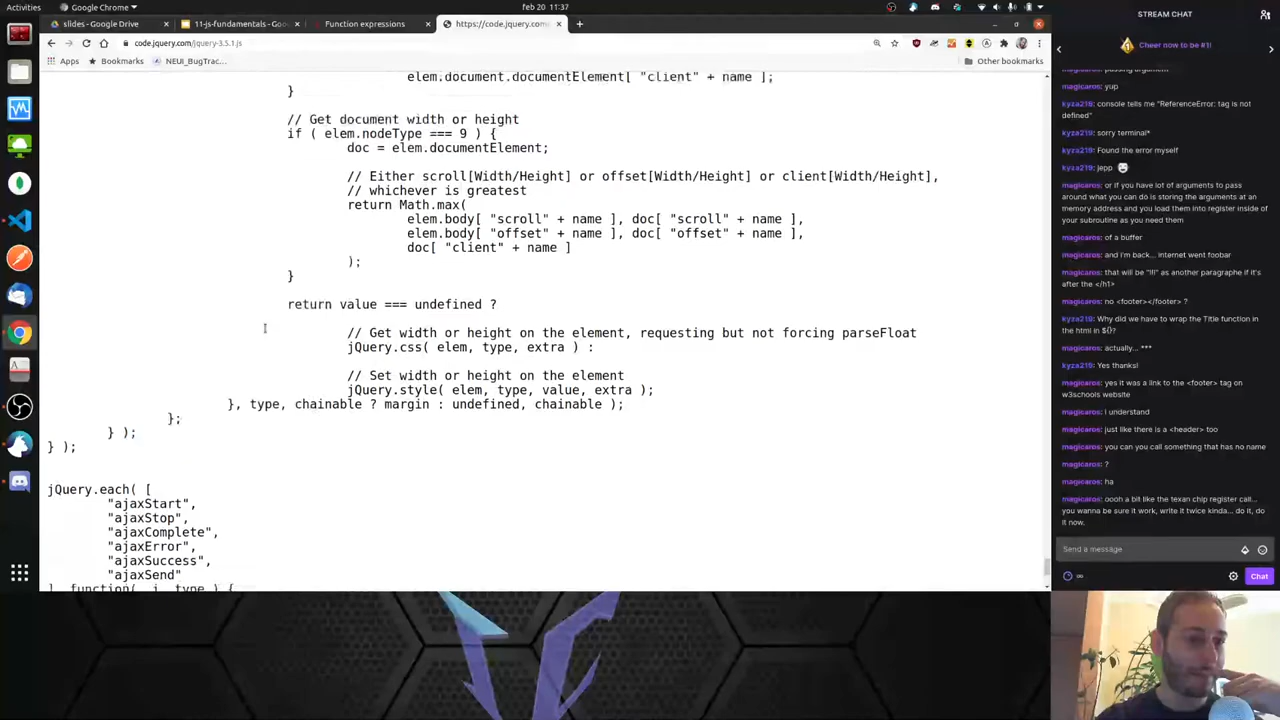 Activities
Google Chrome
Feb 20 11:37
slides - Google Drive
11-js-fundamentals - Goo
Function expressions
https://code.jquery.com
code.jquery.com/jquery-3.5.1.js
Apps
Bookmarks
NEUI_BugTrac...
Other bookmarks
elem.document.documentElement[ "client" + name ];
}
// Get document width or height
if ( elem.nodeType === 9 ) {
doc = elem.documentElement;
// Either scroll[Width/Height] or offset[Width/Height] or client[Width/Height],
// whichever is greatest
return Math.max(
elem.body[ "scroll" + name ], doc[ "scroll" + name ],
elem.body[ "offset" + name ], doc[ "offset" + name ],
doc[ "client" + name ]
);
}
return value === undefined ?
// Get width or height on the element, requesting but not forcing parseFloat
jQuery.css( elem, type, extra ) :
// Set width or height on the element
jQuery.style( elem, type, value, extra );
}, type, chainable ? margin : undefined, chainable );
};
} );
} );
jQuery.each( [
"ajaxStart",
"ajaxStop",
"ajaxComplete",
"ajaxError",
"ajaxSuccess",
"ajaxSend"
], function( _i, type ) {
STREAM CHAT
Cheer now to be #1!
magicaros: passing argument
magicaros: yup
kyza219: console tells me "ReferenceError: tag is not
defined"
kyza219: sorry terminal*
kyza219: Found the error myself
kyza219: jepp
magicaros: or if you have lot of arguments to pass
around what you can do is storing the arguments at an
memory address and you load them into register inside of
your subroutine as you need them
magicaros: of a buffer
magicaros: and i'm back... internet went foobar
magicaros: that will be "!!!" as another paragraphe if it's
after the </h1>
magicaros: no <footer></footer> ?
kyza219: Why did we have to wrap the Title function in
the html in ${}?
magicaros: actually... ***
kyza219: Yes thanks!
magicaros: yes it was a link to the <footer> tag on
w3schools website
magicaros: I understand
magicaros: just like there is a <header> too
magicaros: you can you call something that has no name
magicaros: ?
magicaros: ha
magicaros: oooh a bit like the texan chip register call...
you wanna be sure it work, write it twice kinda... do it, do
it now.
Send a message
Chat